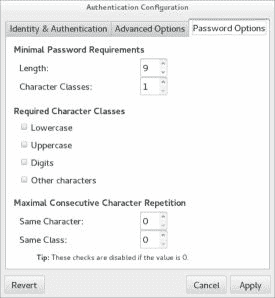 Authentication Configuration
Identity & Authentication Advanced Options Password Options
Minimal Password Requirements
Length: 9
Character Classes: 1
Required Character Classes
Lowercase
Uppercase
Digits
Other characters
Maximal Consecutive Character Repetition
Same Character: 0
Same Class: 0
Tip: These checks are disabled if the value is 0.
Revert Cancel Apply